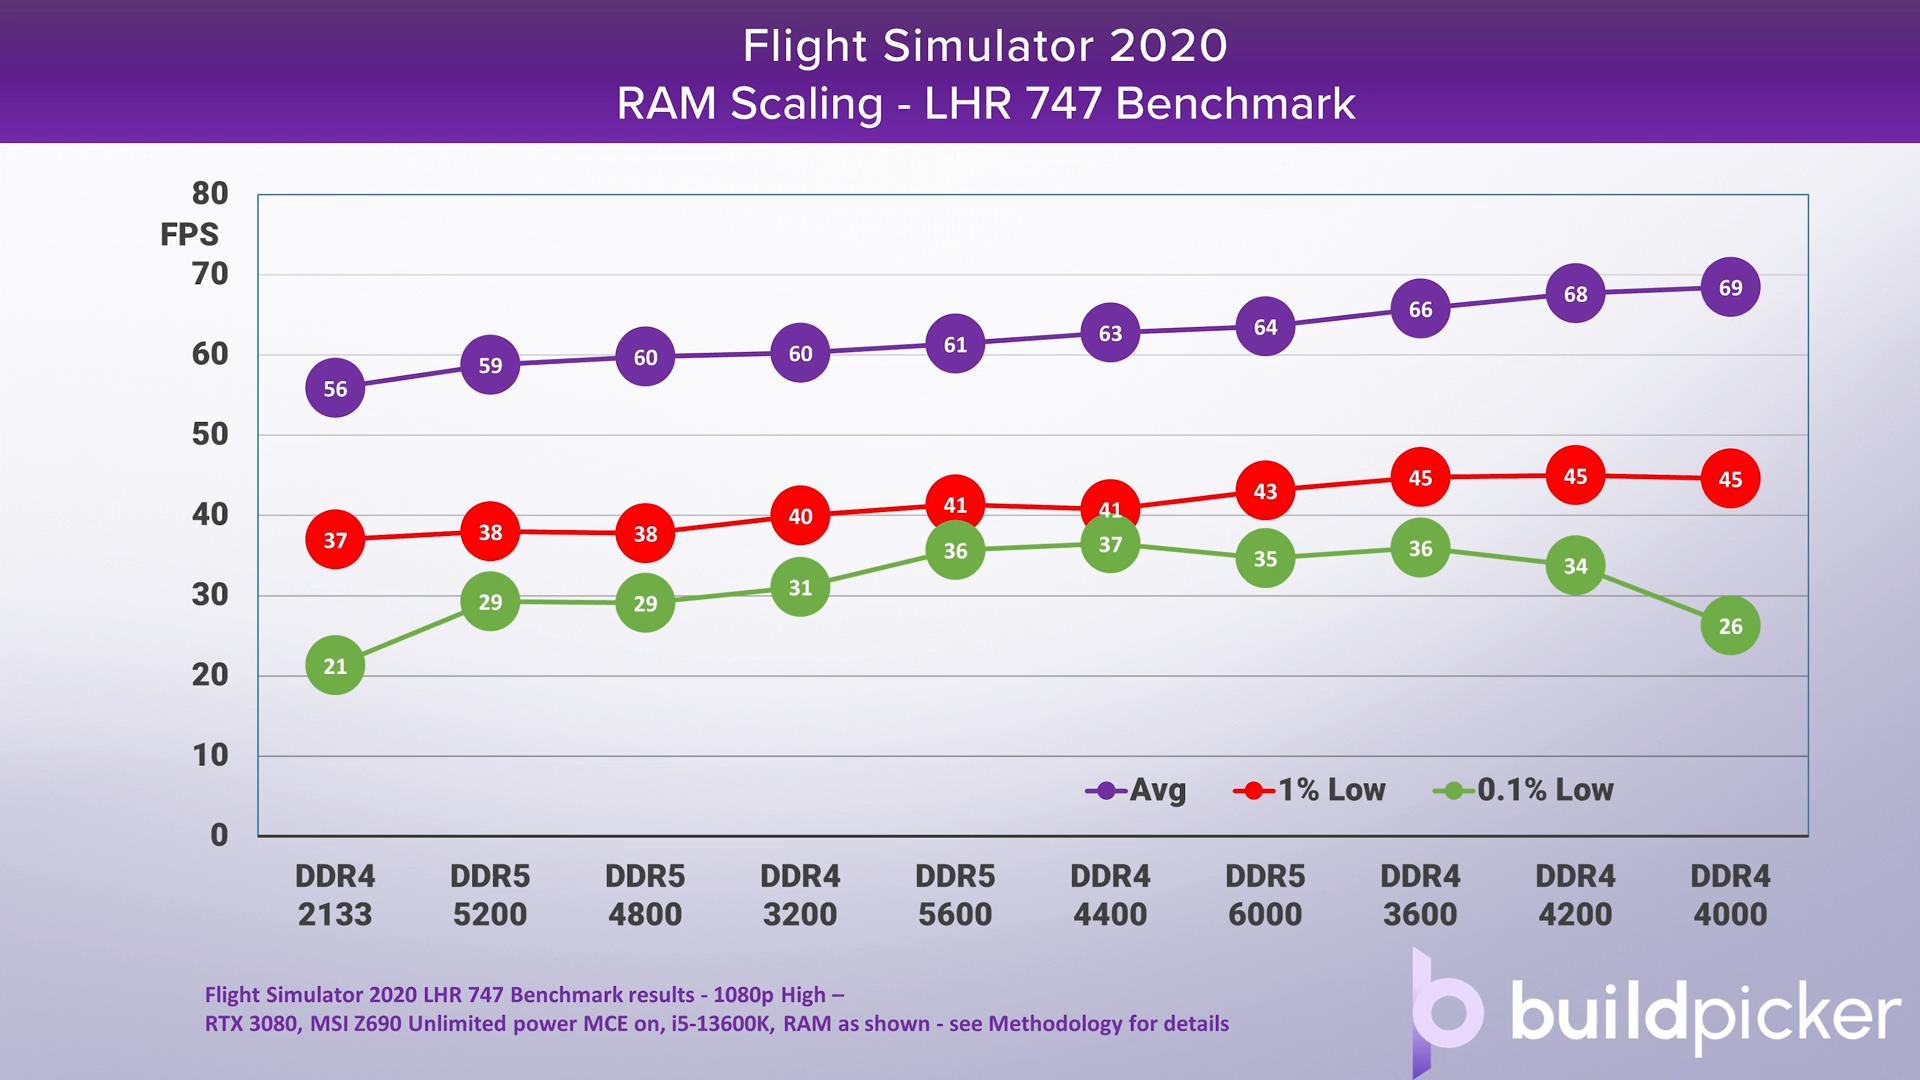 Flight Simulator 2020
RAM Scaling - LHR 747 Benchmark
80
FPS
70
60
50
40
30
20
10
0
56
59
60
60
61
63
64
66
68
69
37
38
38
40
41
41
43
45
45
45
21
29
29
31
36
37
35
36
34
26
Avg
1% Low
0.1% Low
DDR4
2133
DDR5
5200
DDR5
4800
DDR4
3200
DDR5
5600
DDR4
4400
DDR5
6000
DDR4
3600
DDR4
4200
DDR4
4000
Flight Simulator 2020 LHR 747 Benchmark results - 1080p High –
RTX 3080, MSI Z690 Unlimited power MCE on, i5-13600K, RAM as shown - see Methodology for details
buildpicker